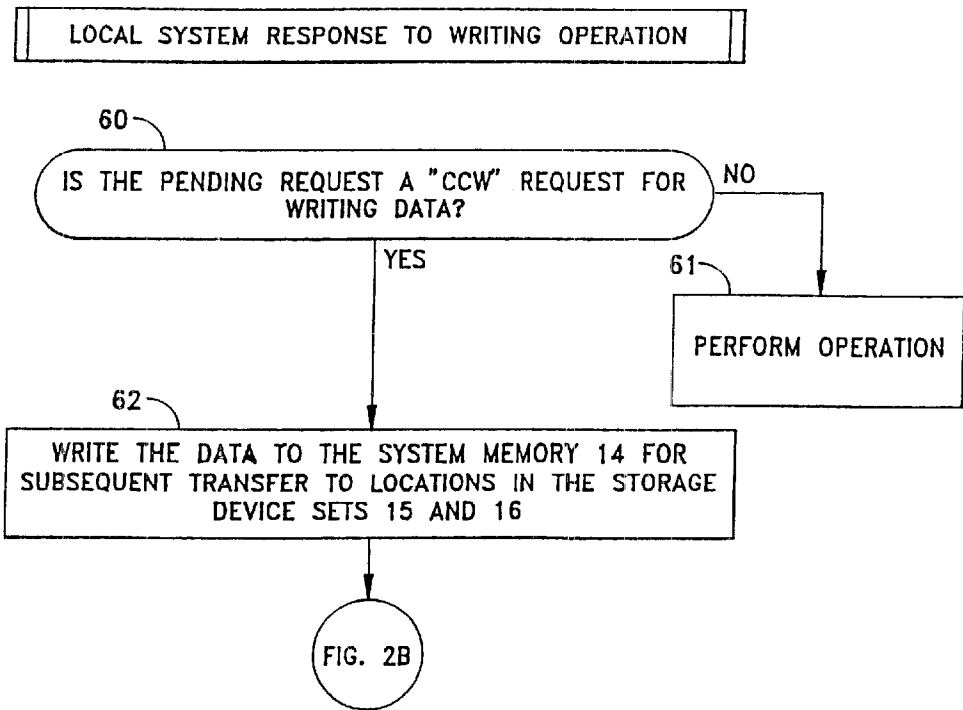 LOCAL SYSTEM RESPONSE TO WRITING OPERATION
60
IS THE PENDING REQUEST A "CCW" REQUEST FOR
WRITING DATA?
NO
YES
61
PERFORM OPERATION
62
WRITE THE DATA TO THE SYSTEM MEMORY 14 FOR
SUBSEQUENT TRANSFER TO LOCATIONS IN THE STORAGE
DEVICE SETS 15 AND 16
FIG. 2B